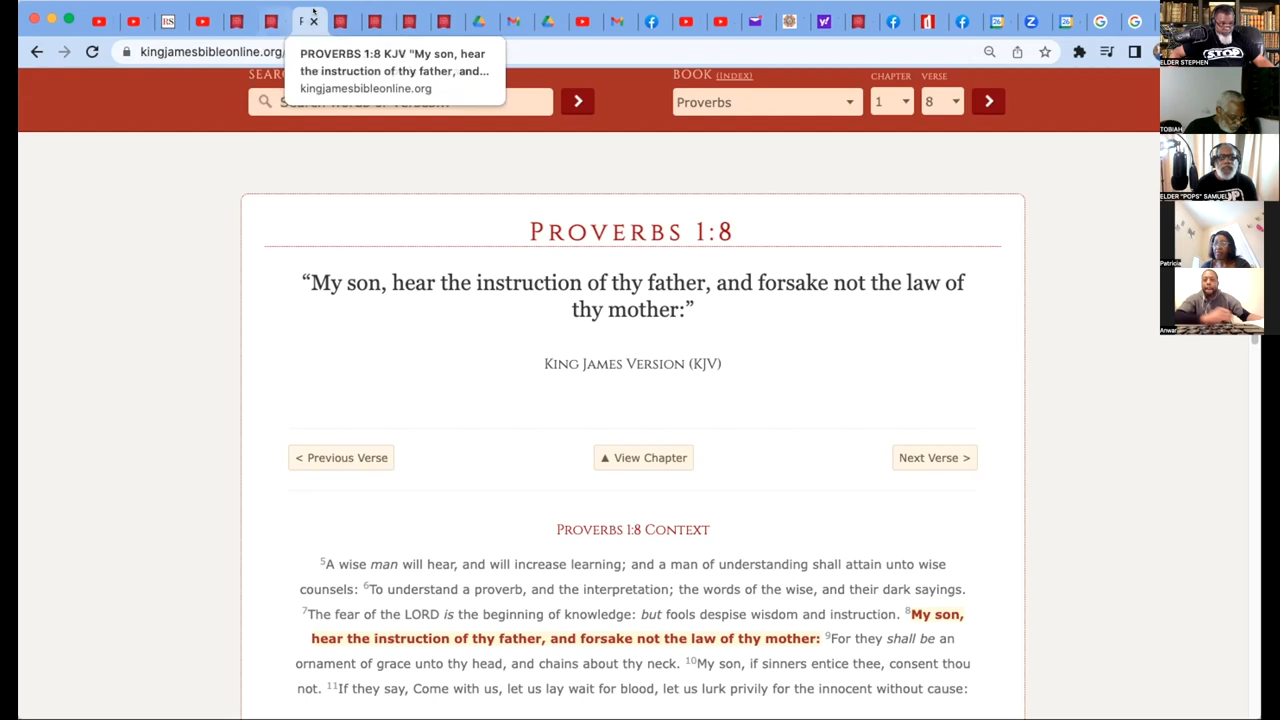 kingjamesbibleonline.org/
PROVERBS 1:8 KJV "My son, hear
the instruction of thy father, and...
kingjamesbibleonline.org
BOOK (INDEX)
CHAPTER
VERSE
Proverbs
1
8
PROVERBS 1:8
“My son, hear the instruction of thy father, and forsake not the law of
thy mother:”
KING JAMES VERSION (KJV)
< Previous Verse
▲ View Chapter
Next Verse >
PROVERBS 1:8 CONTEXT
5A wise man will hear, and will increase learning; and a man of understanding shall attain unto wise
counsels: 6To understand a proverb, and the interpretation; the words of the wise, and their dark sayings.
7The fear of the LORD is the beginning of knowledge: but fools despise wisdom and instruction. 8My son,
hear the instruction of thy father, and forsake not the law of thy mother: 9For they shall be an
ornament of grace unto thy head, and chains about thy neck. 10My son, if sinners entice thee, consent thou
not. 11If they say, Come with us, let us lay wait for blood, let us lurk privily for the innocent without cause:
STOP
ELDER STEPHEN
TOBIAH
ELDER "POPS" SAMUEL
Patricia
Anwar